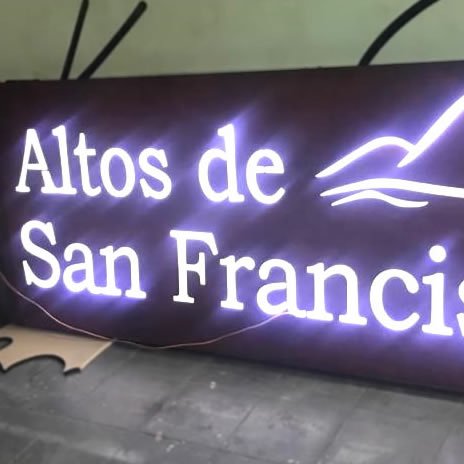 Altos de
San Francis